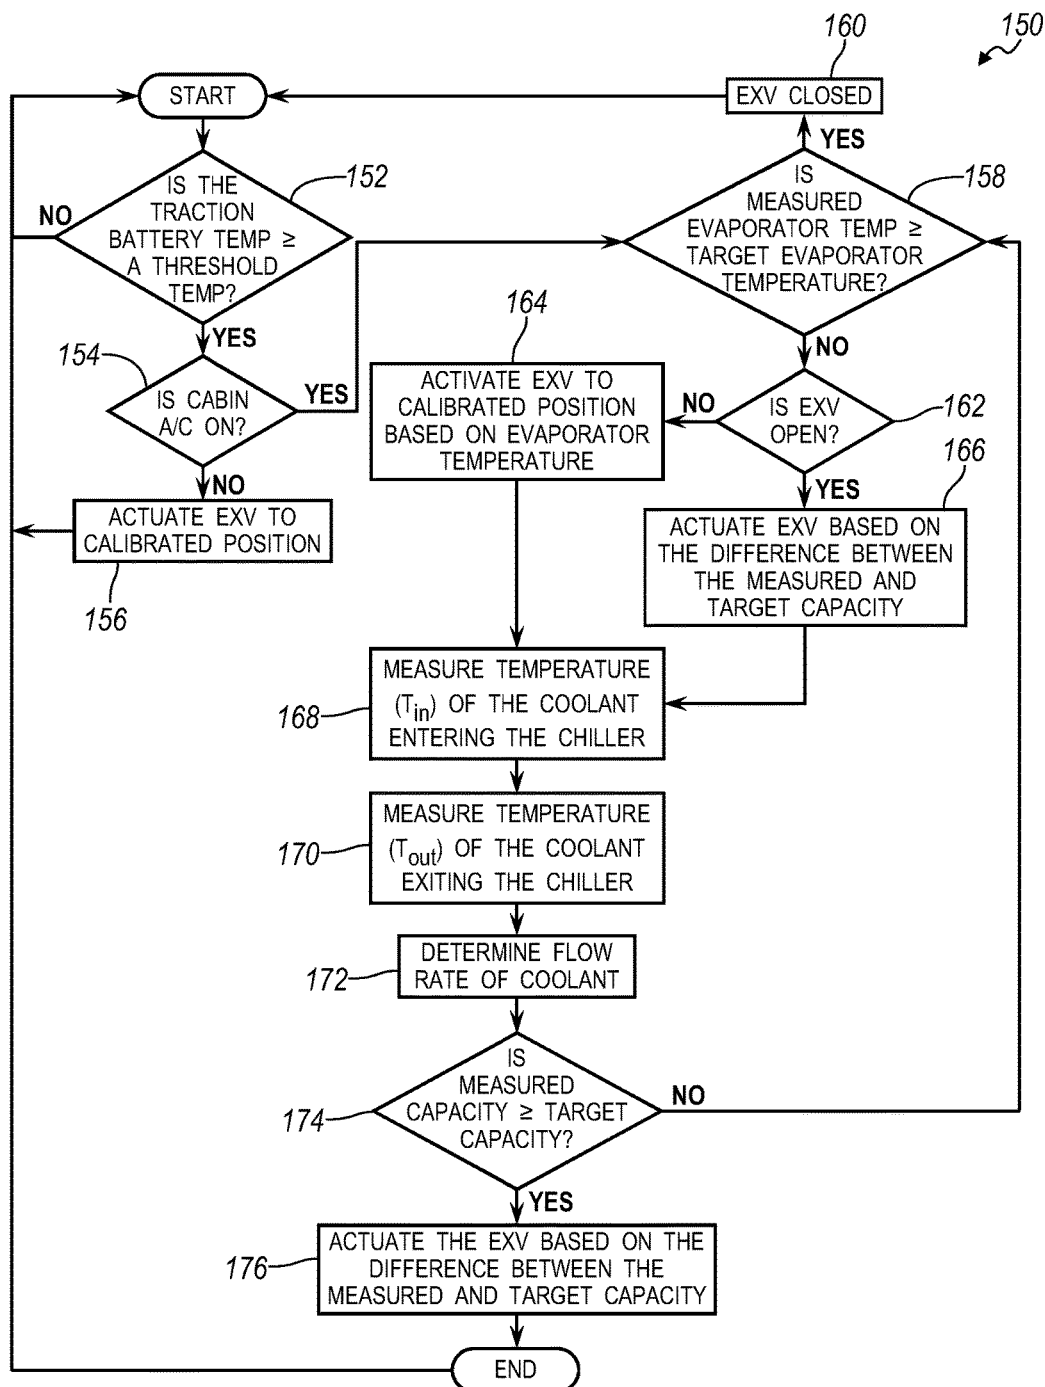 150
160
START
EXV CLOSED
YES
152
IS THE
TRACTION
BATTERY TEMP ≥
A THRESHOLD
TEMP?
NO
158
IS
MEASURED
EVAPORATOR TEMP ≥
TARGET EVAPORATOR
TEMPERATURE?
YES
NO
154
IS CABIN
A/C ON?
YES
NO
164
ACTIVATE EXV TO
CALIBRATED POSITION
BASED ON EVAPORATOR
TEMPERATURE
NO
IS EXV
OPEN?
162
YES
166
ACTUATE EXV TO
CALIBRATED POSITION
156
ACTUATE EXV BASED ON
THE DIFFERENCE BETWEEN
THE MEASURED AND
TARGET CAPACITY
168
MEASURE TEMPERATURE
(Tin) OF THE COOLANT
ENTERING THE CHILLER
170
MEASURE TEMPERATURE
(Tout) OF THE COOLANT
EXITING THE CHILLER
172
DETERMINE FLOW
RATE OF COOLANT
174
IS
MEASURED
CAPACITY ≥ TARGET
CAPACITY?
NO
YES
176
ACTUATE THE EXV BASED ON THE
DIFFERENCE BETWEEN THE
MEASURED AND TARGET CAPACITY
END